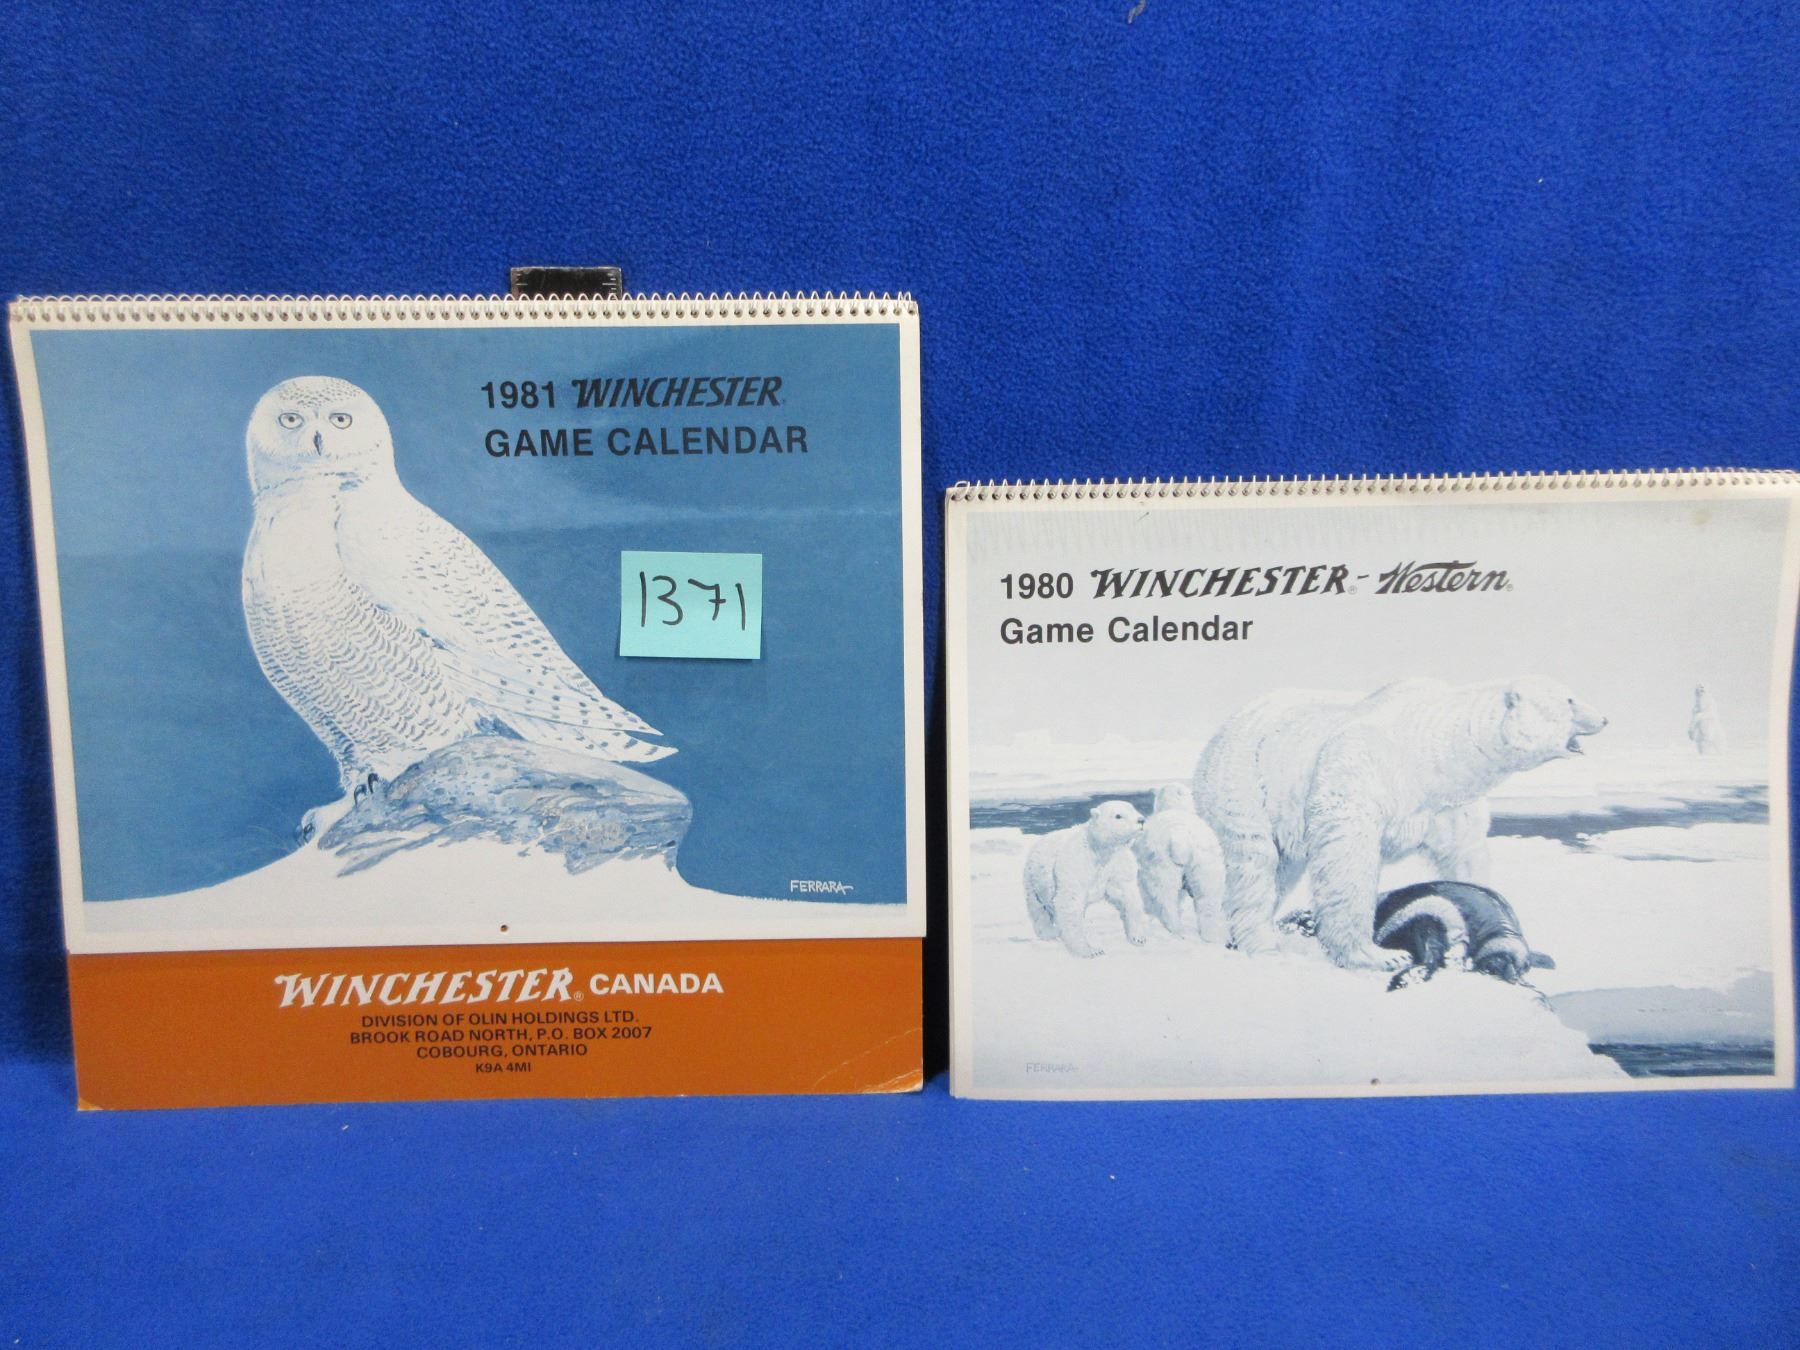 1981 WINCHESTER®
GAME CALENDAR
1371
FERRARA
WINCHESTER® CANADA
DIVISION OF OLIN HOLDINGS LTD.
BROOK ROAD NORTH, P.O. BOX 2007
COBOURG, ONTARIO
K9A 4MI
1980 WINCHESTER®-Western®
Game Calendar
FERRARA